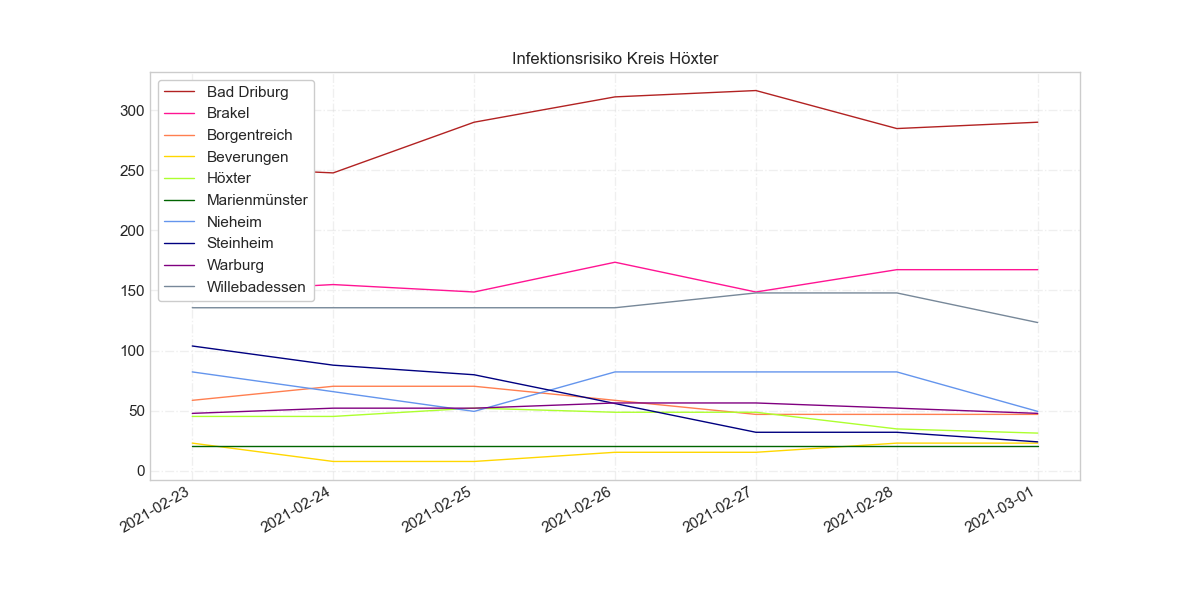 Infektionsrisiko Kreis Höxter
Bad Driburg
Brakel
Borgentreich
Beverungen
Höxter
Marienmünster
Nieheim
Steinheim
Warburg
Willebadessen
300
250
200
150
100
50
0
2021-02-23
2021-02-24
2021-02-25
2021-02-26
2021-02-27
2021-02-28
2021-03-01